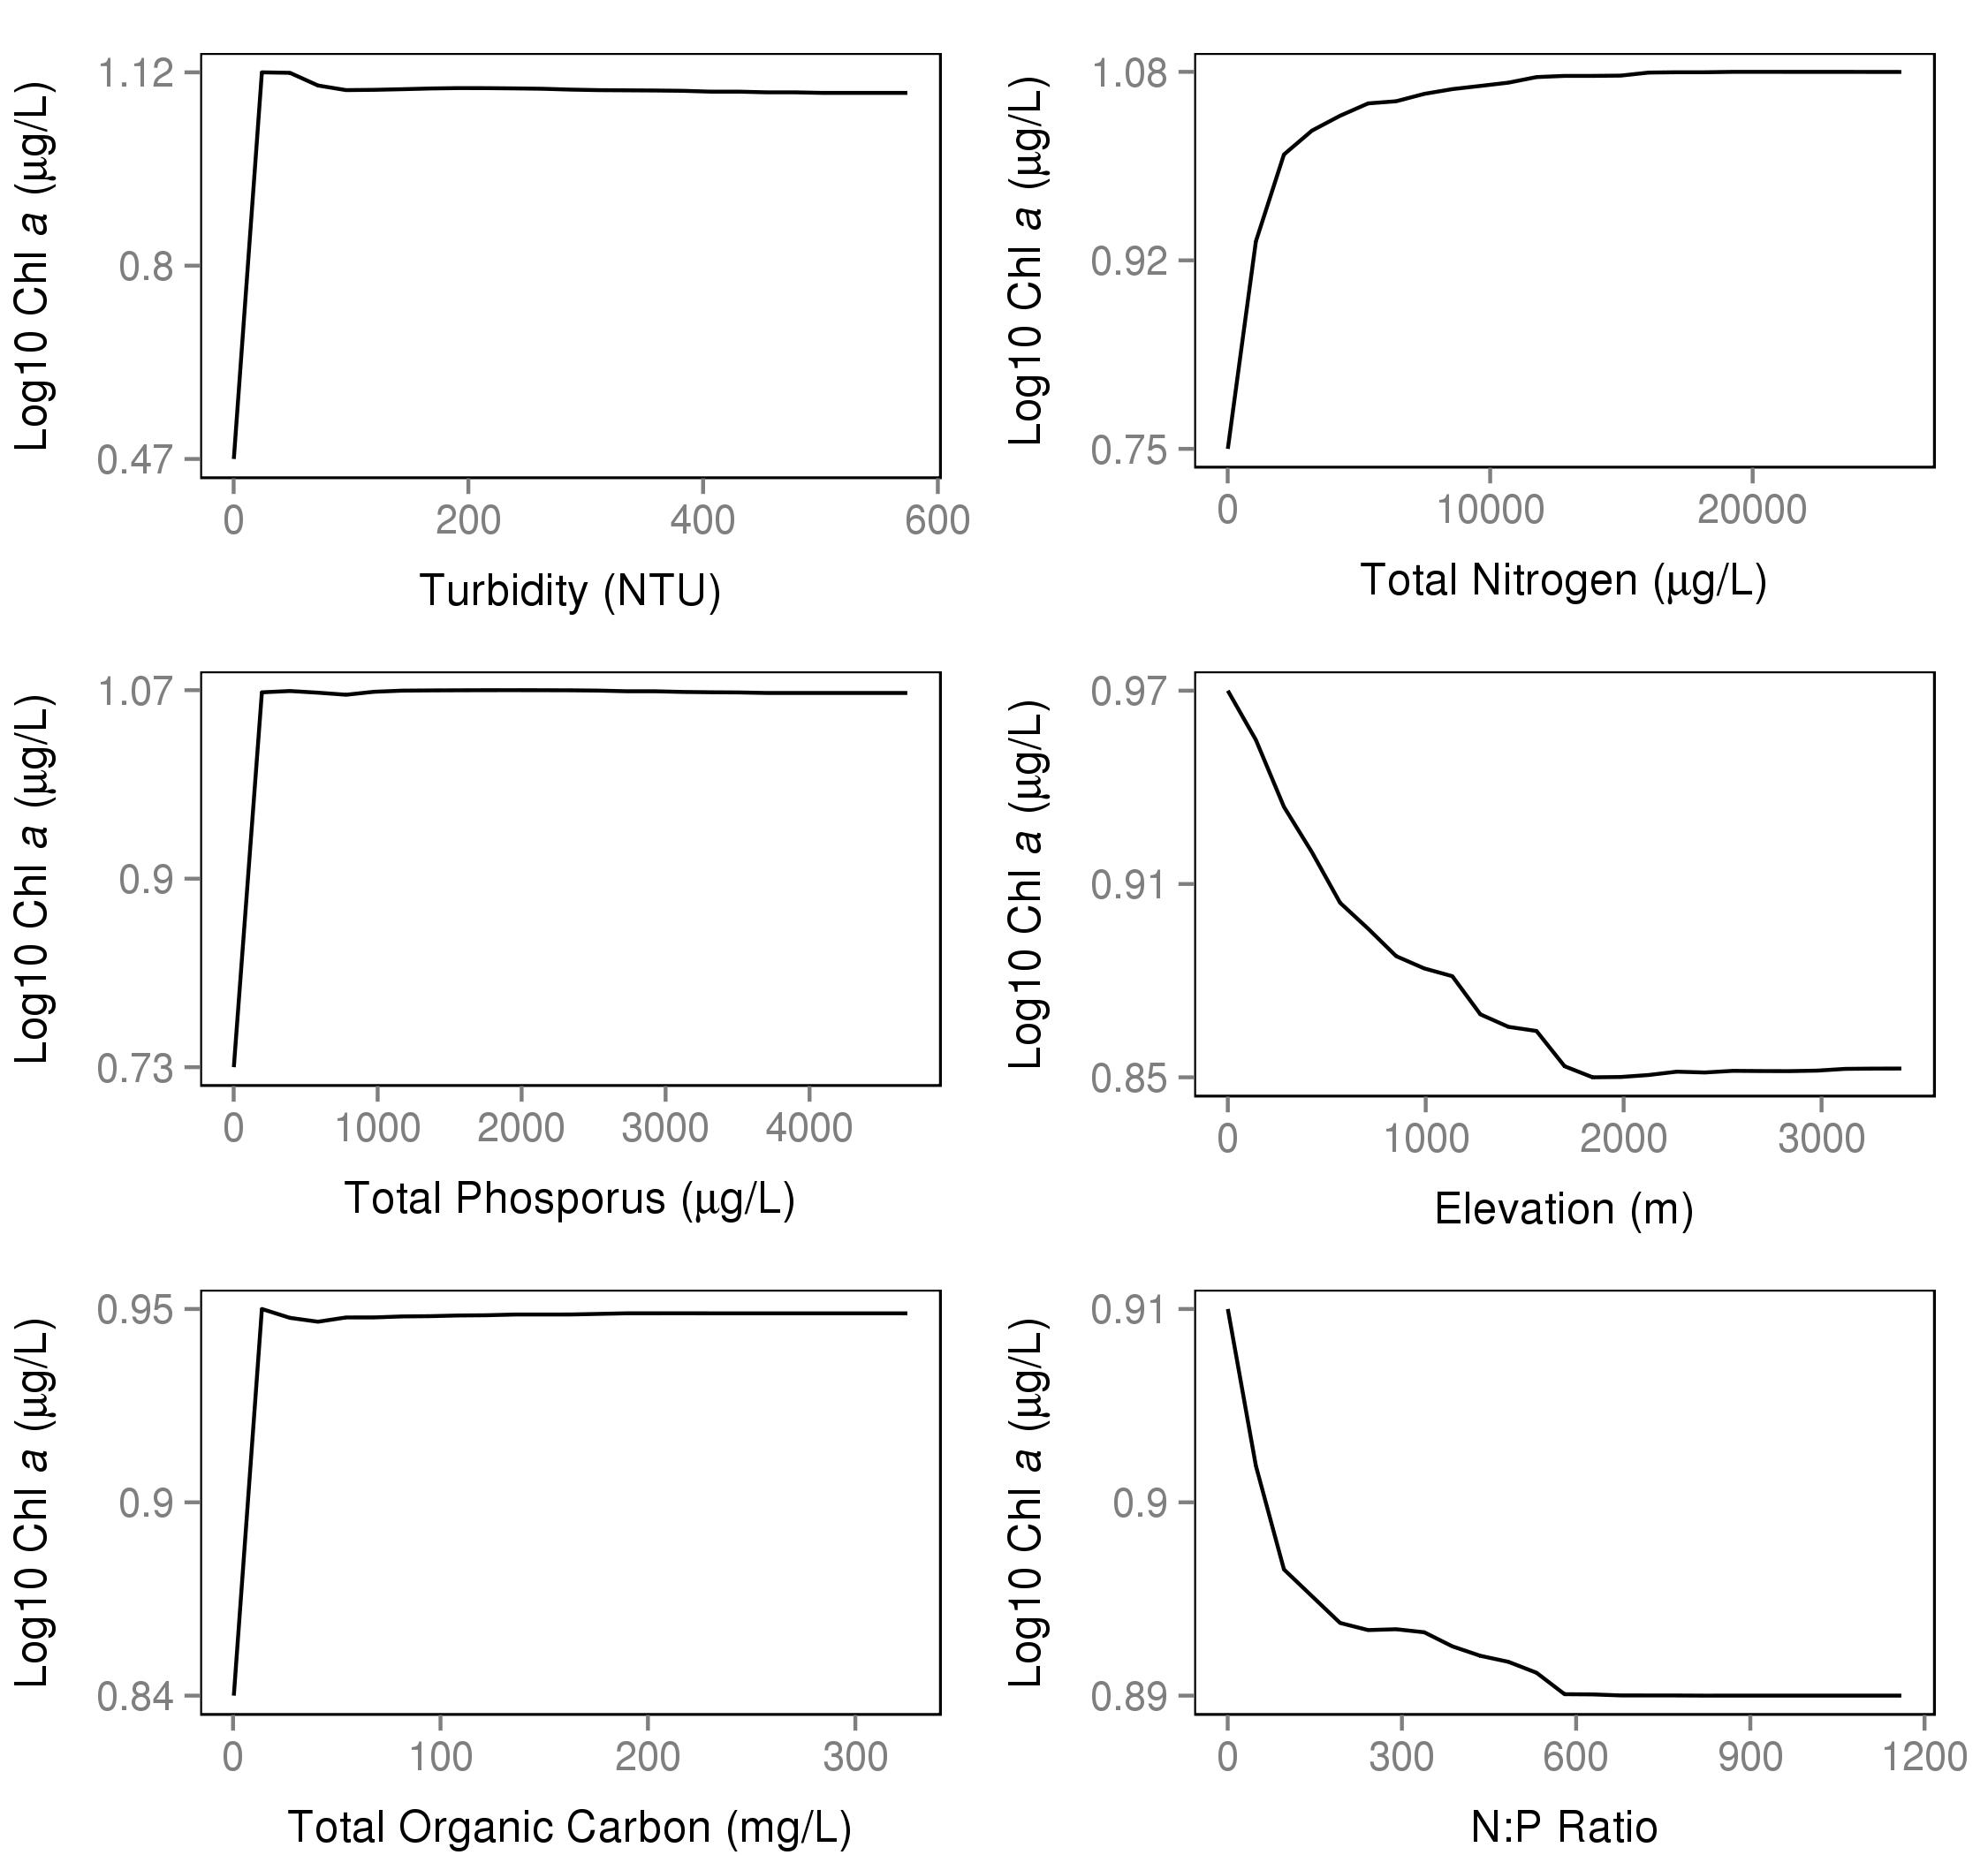 Log10 Chl a (µg/L)
1.12
0.8
0.47
0 200 400 600
Turbidity (NTU)
Log10 Chl a (µg/L)
1.08
0.92
0.75
0 10000 20000
Total Nitrogen (µg/L)
Log10 Chl a (µg/L)
1.07
0.9
0.73
0 1000 2000 3000 4000
Total Phosporus (µg/L)
Log10 Chl a (µg/L)
0.97
0.91
0.85
0 1000 2000 3000
Elevation (m)
Log10 Chl a (µg/L)
0.95
0.9
0.84
0 100 200 300
Total Organic Carbon (mg/L)
Log10 Chl a (µg/L)
0.91
0.9
0.89
0 300 600 900 1200
N:P Ratio